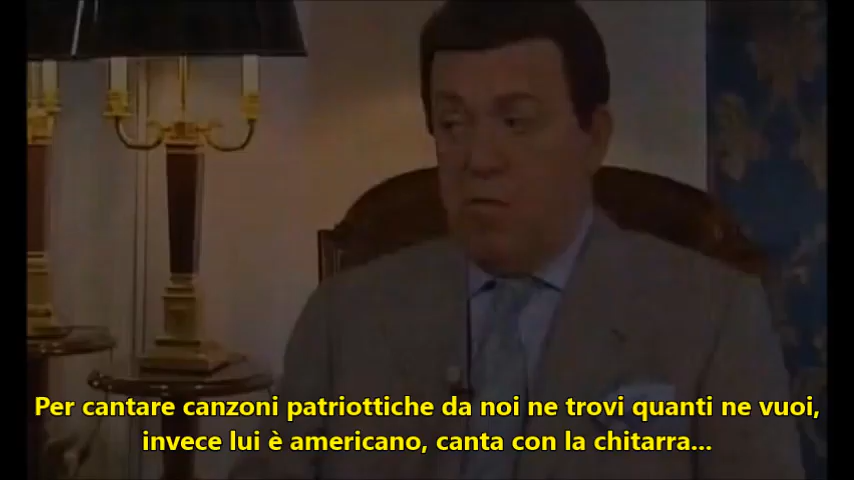 Per cantare canzoni patriottiche da noi ne trovi quanti ne vuoi,
invece lui è americano, canta con la chitarra...